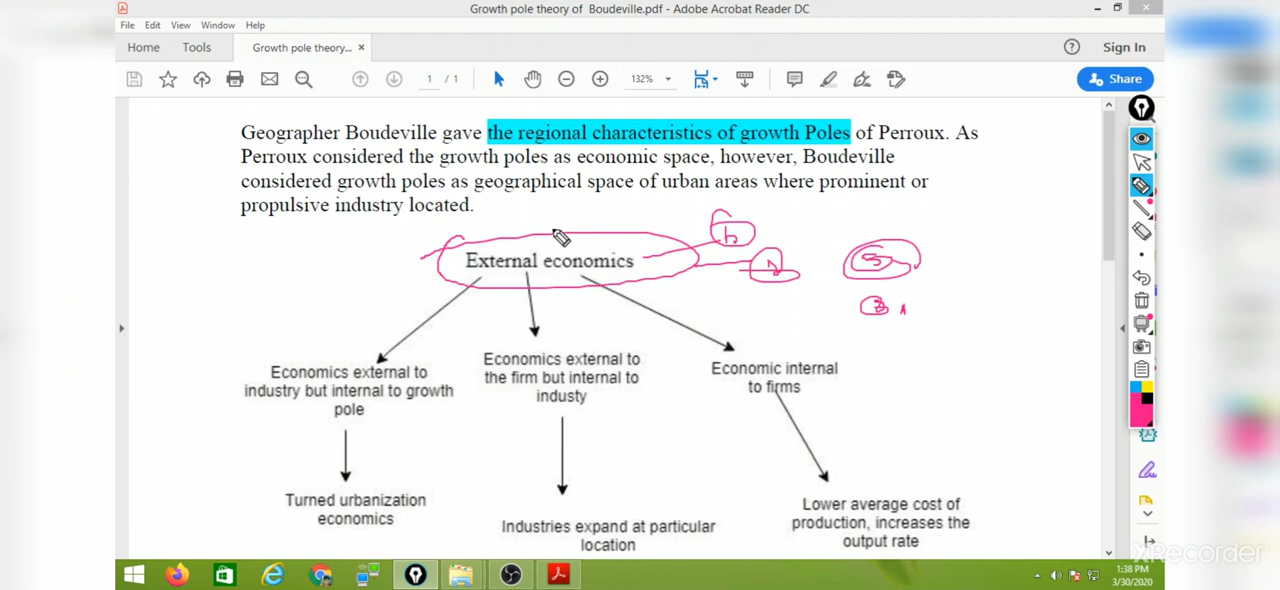 Growth pole theory of Boudeville.pdf - Adobe Acrobat Reader DC
File Edit View Window Help
Home Tools Growth pole theory... × Sign In
1 / 1 132% Share
Geographer Boudeville gave the regional characteristics of growth Poles of Perroux. As
Perroux considered the growth poles as economic space, however, Boudeville
considered growth poles as geographical space of urban areas where prominent or
propulsive industry located.
External economics
Economics external to
industry but internal to growth
pole
Economics external to
the firm but internal to
industy
Economic internal
to firms
Turned urbanization
economics
Industries expand at particular
location
Lower average cost of
production, increases the
output rate
XRecorder
1:38 PM
3/30/2020